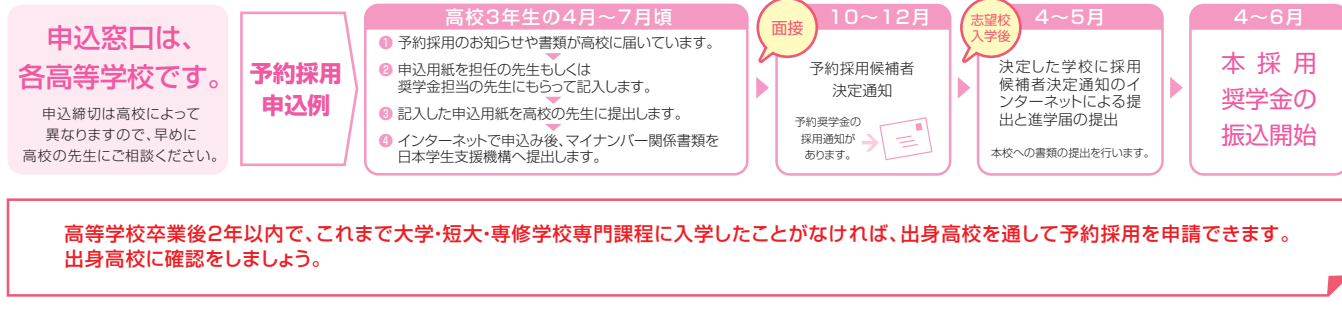 申込窓口は、
各高等学校です。
申込締切は高校によって
異なりますので、早めに
高校の先生にご相談ください。
予約採用
申込例
高校3年生の4月～7月頃
❶ 予約採用のお知らせや書類が高校に届いています。
❷ 申込用紙を担任の先生もしくは
奨学金担当の先生にもらって記入します。
❸ 記入した申込用紙を高校の先生に提出します。
❹ インターネットで申込み後、マイナンバー関係書類を
日本学生支援機構へ提出します。
面接
10～12月
予約採用候補者
決定通知
予約奨学金の
採用通知が
あります。
志望校
入学後
4～5月
決定した学校に採用
候補者決定通知のイ
ンターネットによる提
出と進学届の提出
本校への書類の提出を行います。
4～6月
本採用
奨学金の
振込開始
高等学校卒業後2年以内で、これまで大学・短大・専修学校専門課程に入学したことがなければ、出身高校を通して予約採用を申請できます。
出身高校に確認をしましょう。